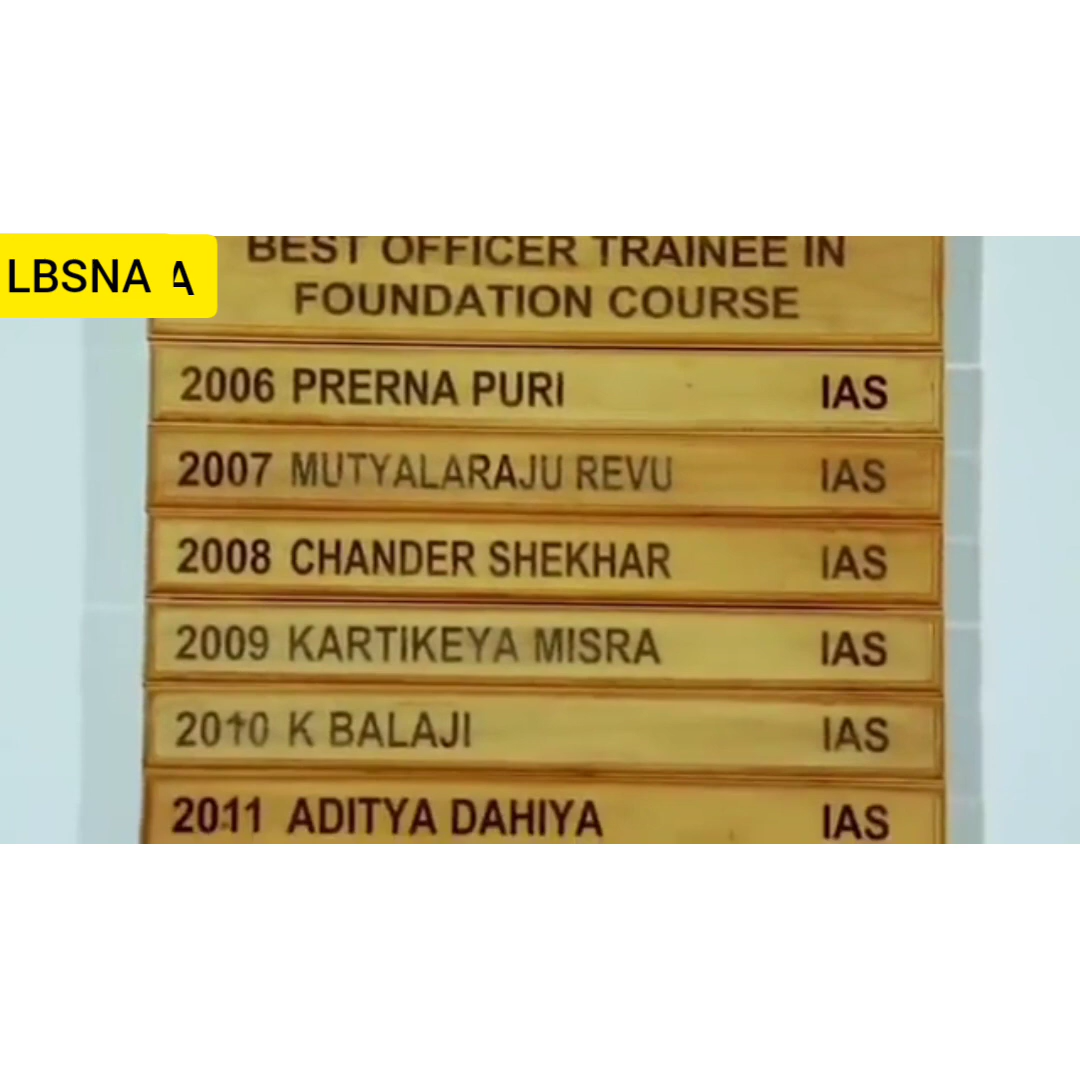 LBSNA A
BEST OFFICER TRAINEE IN
FOUNDATION COURSE
2006 PRERNA PURI IAS
2007 MUTYALARAJU REVU IAS
2008 CHANDER SHEKHAR IAS
2009 KARTIKEYA MISRA IAS
2010 K BALAJI IAS
2011 ADITYA DAHIYA IAS